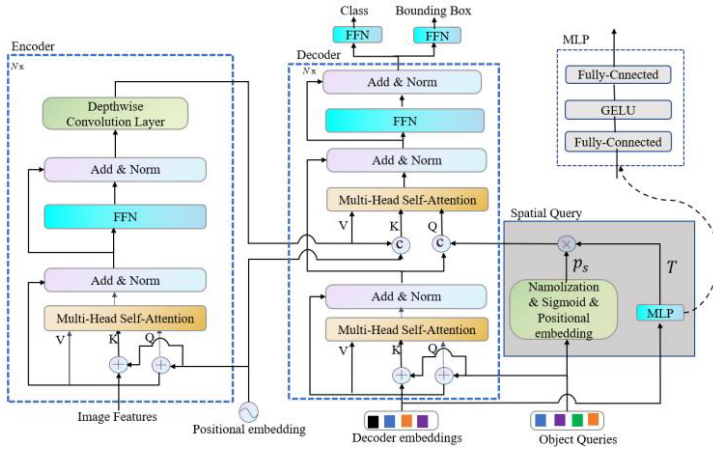 Class
Bounding Box
FFN
FFN
Encoder
Nx
Depthwise
Convolution Layer
Add & Norm
FFN
Add & Norm
Multi-Head Self-Attention
V
K
Q
Image Features
Positional embedding
Decoder
Nx
Add & Norm
FFN
Add & Norm
Multi-Head Self-Attention
V
K
Q
C
C
Add & Norm
Multi-Head Self-Attention
V
K
Q
Decoder embeddings
MLP
Fully-Cnnected
GELU
Fully-Connected
Spatial Query
ps
T
Namolization
& Sigmoid &
Positional
embedding
MLP
Object Queries